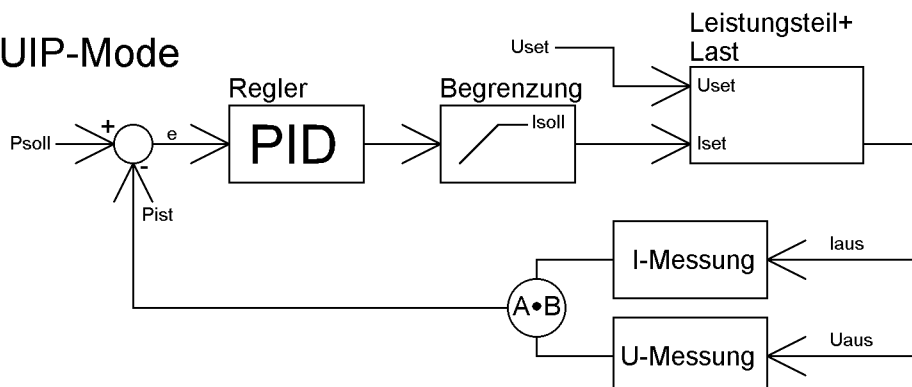 UIP-Mode
Leistungsteil+
Last
Uset
Regler
Begrenzung
Uset
Psoll
+
e
PID
Isoll
Iset
-
Pist
I-Messung
Iaus
A•B
U-Messung
Uaus